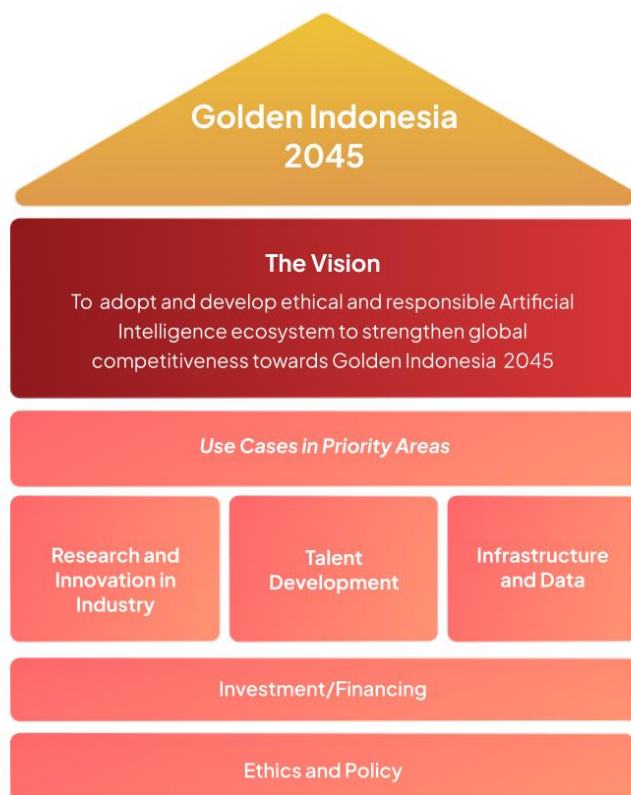 Golden Indonesia
2045
The Vision
To adopt and develop ethical and responsible Artificial
Intelligence ecosystem to strengthen global
competitiveness towards Golden Indonesia 2045
Use Cases in Priority Areas
Research and
Innovation in
Industry
Talent
Development
Infrastructure
and Data
Investment/Financing
Ethics and Policy